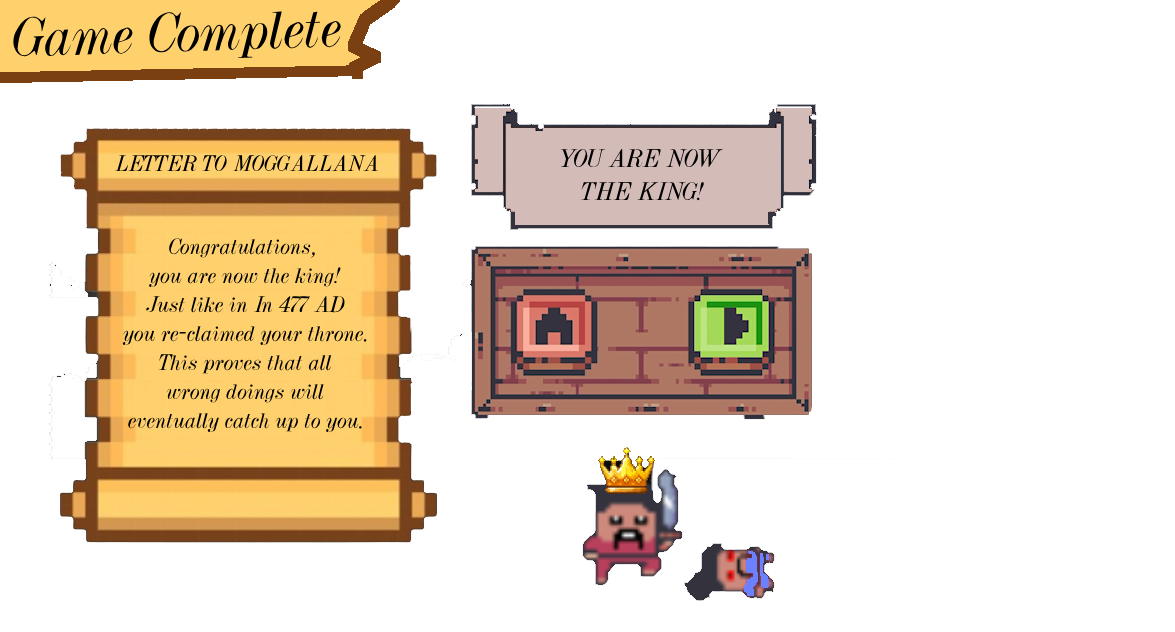 Game Complete
LETTER TO MOGGALLANA
Congratulations,
you are now the king!
Just like in In 477 AD
you re-claimed your throne.
This proves that all
wrong doings will
eventually catch up to you.
YOU ARE NOW
THE KING!